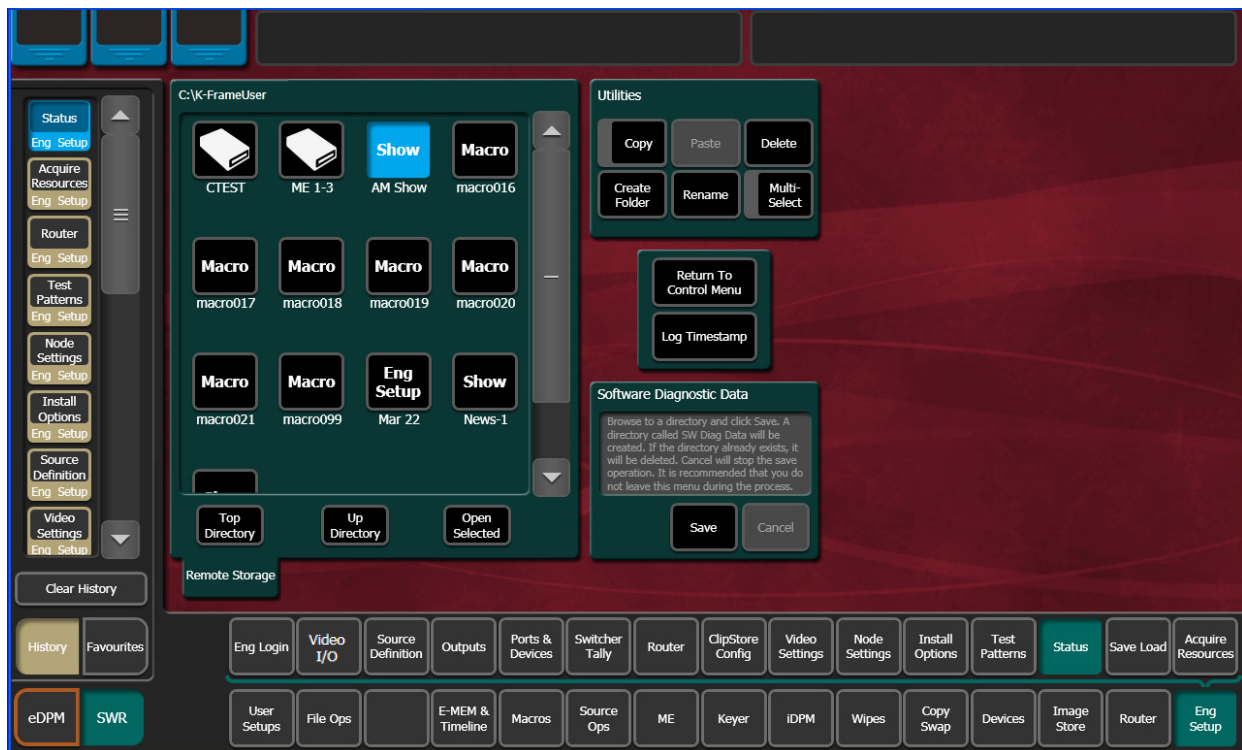 Status
Eng Setup
Acquire
Resources
Eng Setup
Router
Eng Setup
Test
Patterns
Eng Setup
Node
Settings
Eng Setup
Install
Options
Eng Setup
Source
Definition
Eng Setup
Video
Settings
Eng Setup
Clear History
History
Favourites
eDPM
SWR
C:\K-FrameUser
CTEST
ME 1-3
Show
AM Show
Macro
macro016
Macro
macro017
Macro
macro018
Macro
macro019
Macro
macro020
Macro
macro021
Macro
macro099
Eng
Setup
Mar 22
Show
News-1
Top
Directory
Up
Directory
Open
Selected
Remote Storage
Utilities
Copy
Paste
Delete
Create
Folder
Rename
Multi-
Select
Return To
Control Menu
Log Timestamp
Software Diagnostic Data
Browse to a directory and click Save. A
directory called SW Diag Data will be
created. If the directory already exists, it
will be deleted. Cancel will stop the save
operation. It is recommended that you do
not leave this menu during the process.
Save
Cancel
Eng Login
Video
I/O
Source
Definition
Outputs
Ports &
Devices
Switcher
Tally
Router
ClipStore
Config
Video
Settings
Node
Settings
Install
Options
Test
Patterns
Status
Save Load
Acquire
Resources
User
Setups
File Ops
E-MEM &
Timeline
Macros
Source
Ops
ME
Keyer
iDPM
Wipes
Copy
Swap
Devices
Image
Store
Router
Eng
Setup